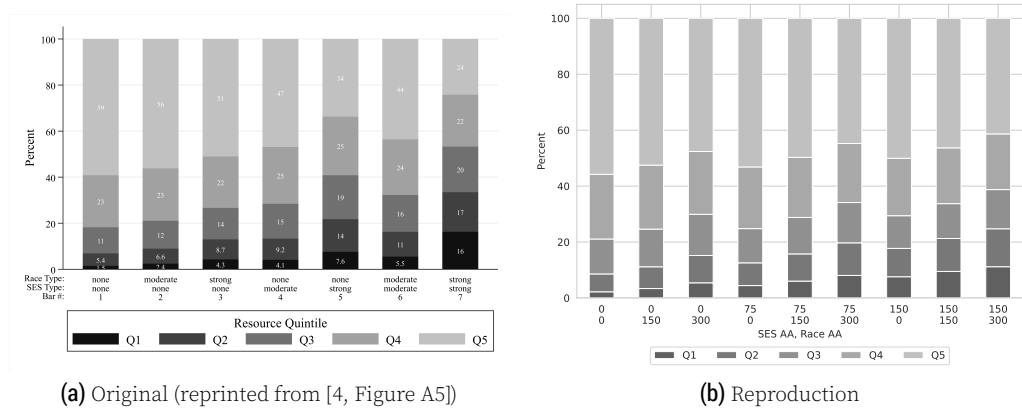 100
80
60
40
20
0
Percent
59 56 51 47 34 44 24
23 23 22 25 25 24 22
11 12 14 15 19 16 20
5.4 6.6 8.7 9.2 14 11 17
1.5 2.4 4.3 4.1 7.6 5.5 16
Race Type: none moderate strong none none moderate strong
SES Type: none none none moderate strong moderate strong
Bar #: 1 2 3 4 5 6 7
Resource Quintile
Q1 Q2 Q3 Q4 Q5
(a) Original (reprinted from [4, Figure A5])
100
80
60
40
20
0
Percent
0 0 0 75 75 75 150 150 150
0 150 300 0 150 300 0 150 300
SES AA, Race AA
Q1 Q2 Q3 Q4 Q5
(b) Reproduction